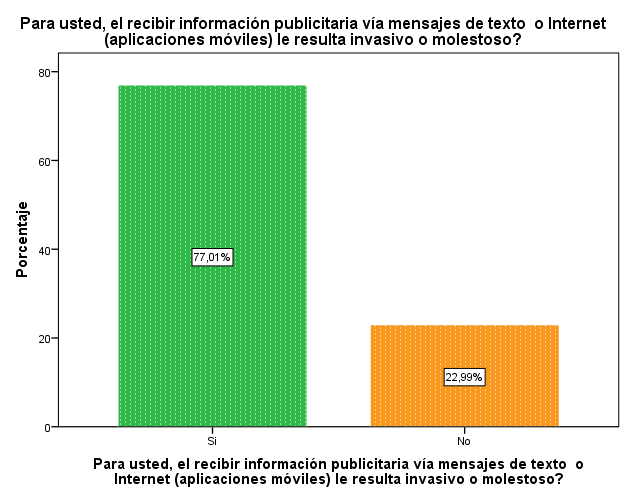 Para usted, el recibir información publicitaria vía mensajes de texto o Internet
(aplicaciones móviles) le resulta invasivo o molestoso?
80
60
40
20
0
Porcentaje
77,01%
22,99%
Si
No
Para usted, el recibir información publicitaria vía mensajes de texto o
Internet (aplicaciones móviles) le resulta invasivo o molestoso?